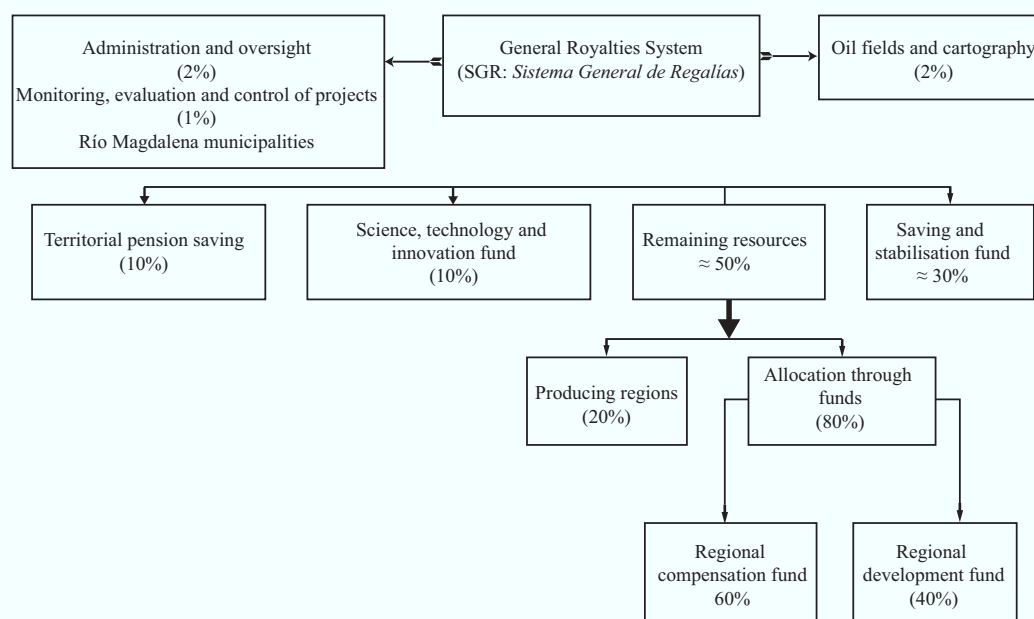 Administration and oversight
(2%)
Monitoring, evaluation and control of projects
(1%)
Río Magdalena municipalities
General Royalties System
(SGR: Sistema General de Regalías)
Oil fields and cartography
(2%)
Territorial pension saving
(10%)
Science, technology and
innovation fund
(10%)
Remaining resources
≈ 50%
Saving and
stabilisation fund
≈ 30%
Producing regions
(20%)
Allocation through
funds
(80%)
Regional
compensation fund
60%
Regional
development fund
(40%)